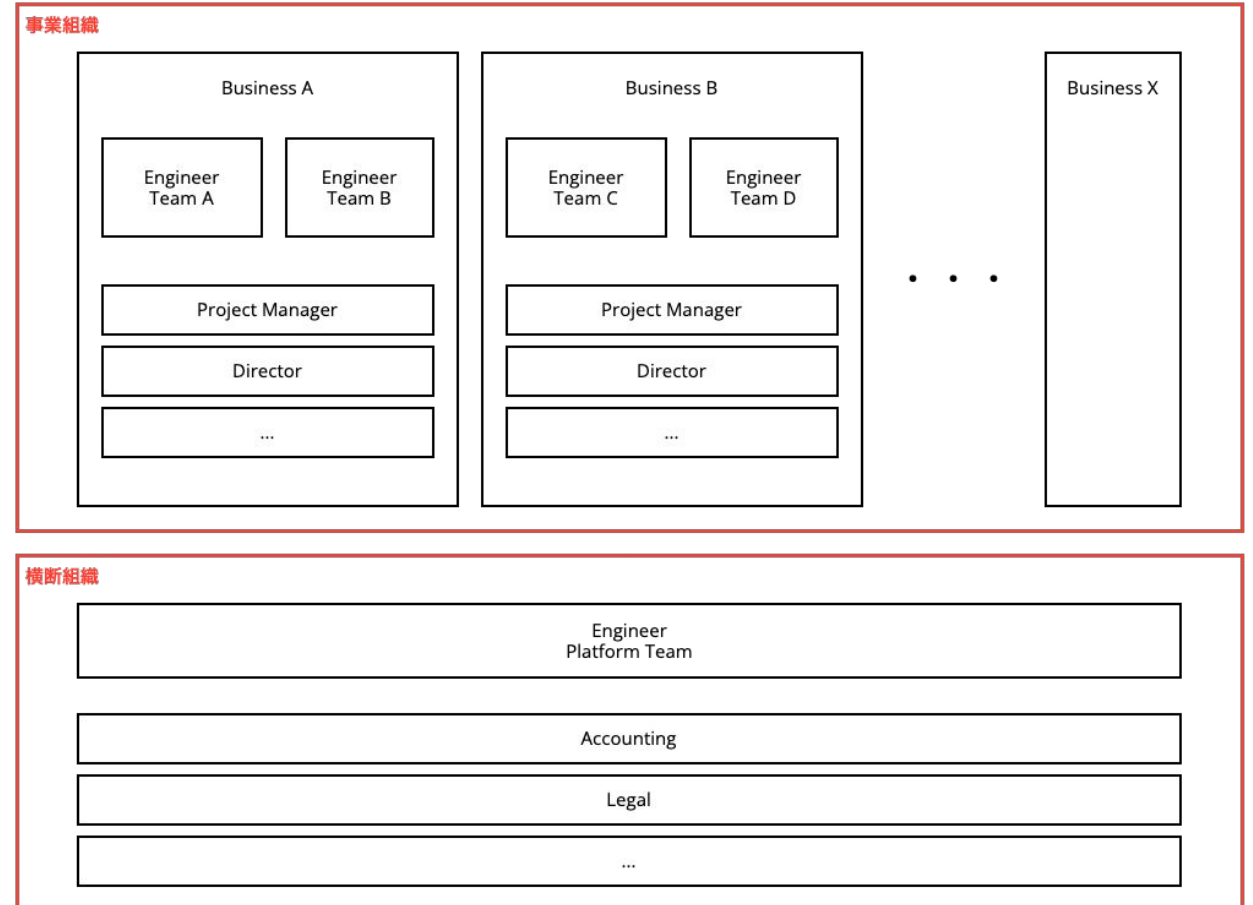 事業組織
Business A
Engineer
Team A
Engineer
Team B
Project Manager
Director
...
Business B
Engineer
Team C
Engineer
Team D
Project Manager
Director
...
・・・
Business X
横断組織
Engineer
Platform Team
Accounting
Legal
...